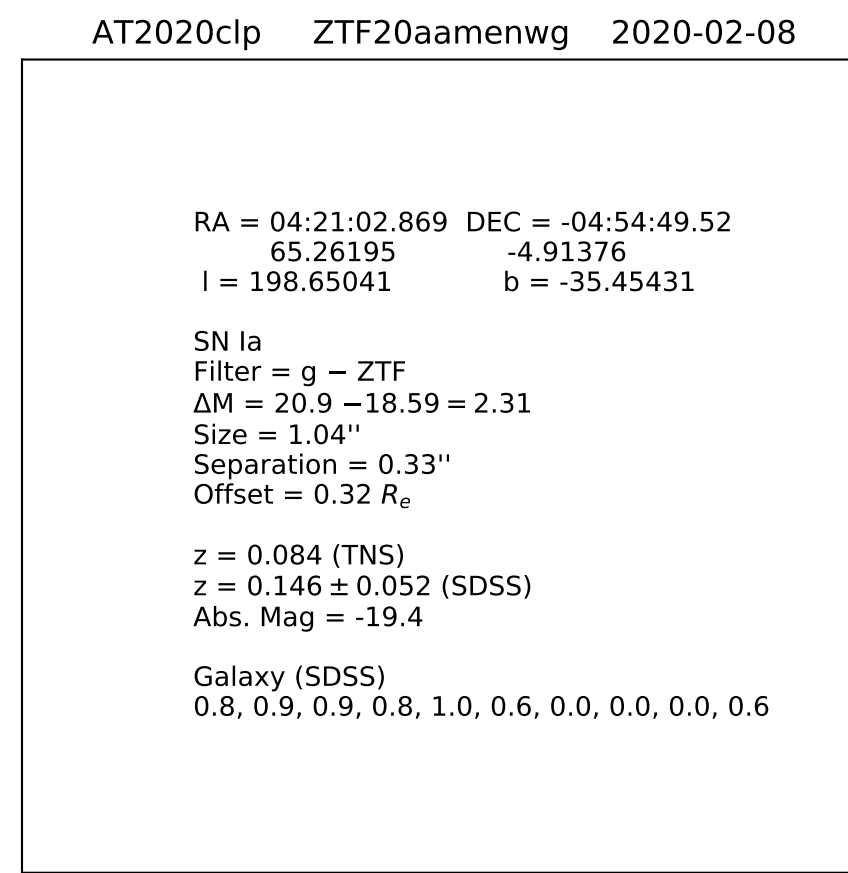 AT2020clp ZTF20aamenwg 2020-02-08
RA = 04:21:02.869 DEC = -04:54:49.52
65.26195 -4.91376
l = 198.65041 b = -35.45431
SN Ia
Filter = g − ZTF
ΔM = 20.9 −18.59 = 2.31
Size = 1.04''
Separation = 0.33''
Offset = 0.32 Rₑ
z = 0.084 (TNS)
z = 0.146 ± 0.052 (SDSS)
Abs. Mag = -19.4
Galaxy (SDSS)
0.8, 0.9, 0.9, 0.8, 1.0, 0.6, 0.0, 0.0, 0.0, 0.6